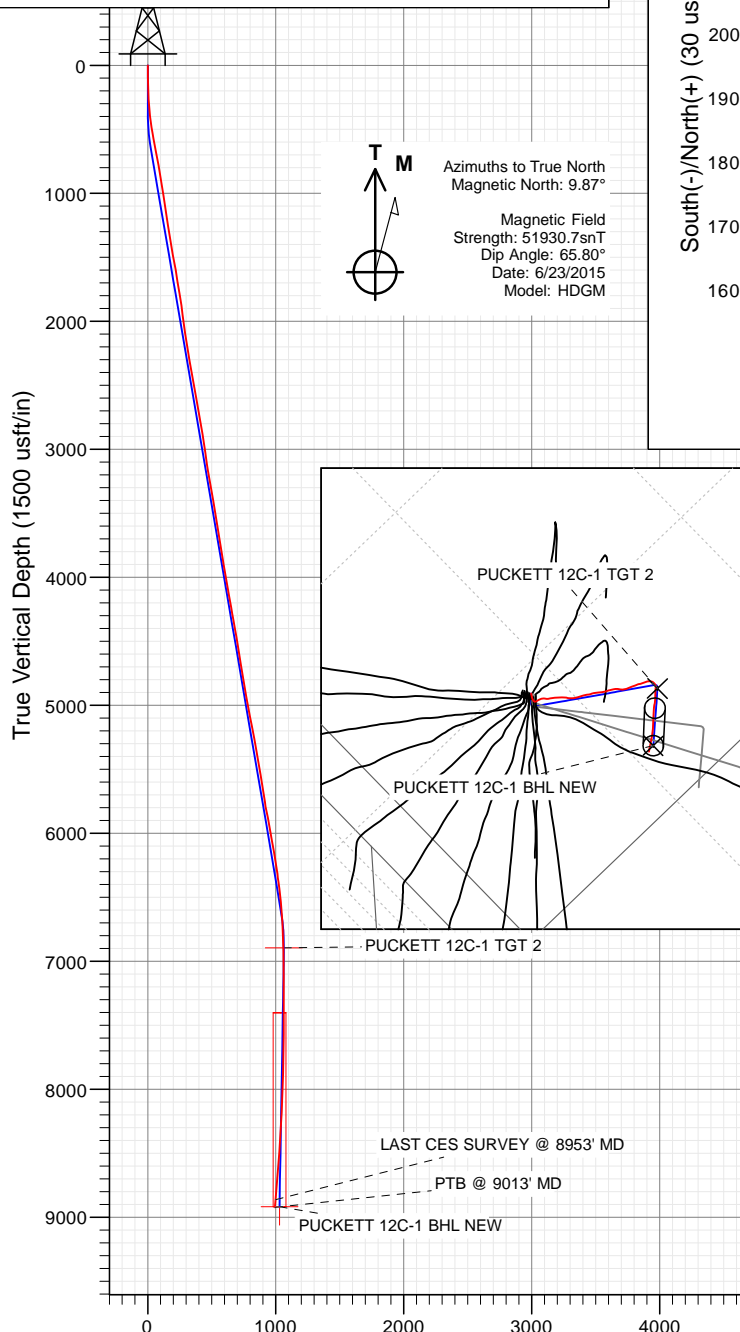 South(-)/North(+) (30 us
200
190
180
170
160
True Vertical Depth (1500 usft/in)
0
1000
2000
3000
4000
5000
6000
7000
8000
9000
T
M
Azimuths to True North
Magnetic North: 9.87°
Magnetic Field
Strength: 51930.7snT
Dip Angle: 65.80°
Date: 6/23/2015
Model: HDGM
PUCKETT 12C-1 TGT 2
PUCKETT 12C-1 BHL NEW
PUCKETT 12C-1 TGT 2
LAST CES SURVEY @ 8953' MD
PTB @ 9013' MD
PUCKETT 12C-1 BHL NEW
0
1000
2000
3000
4000